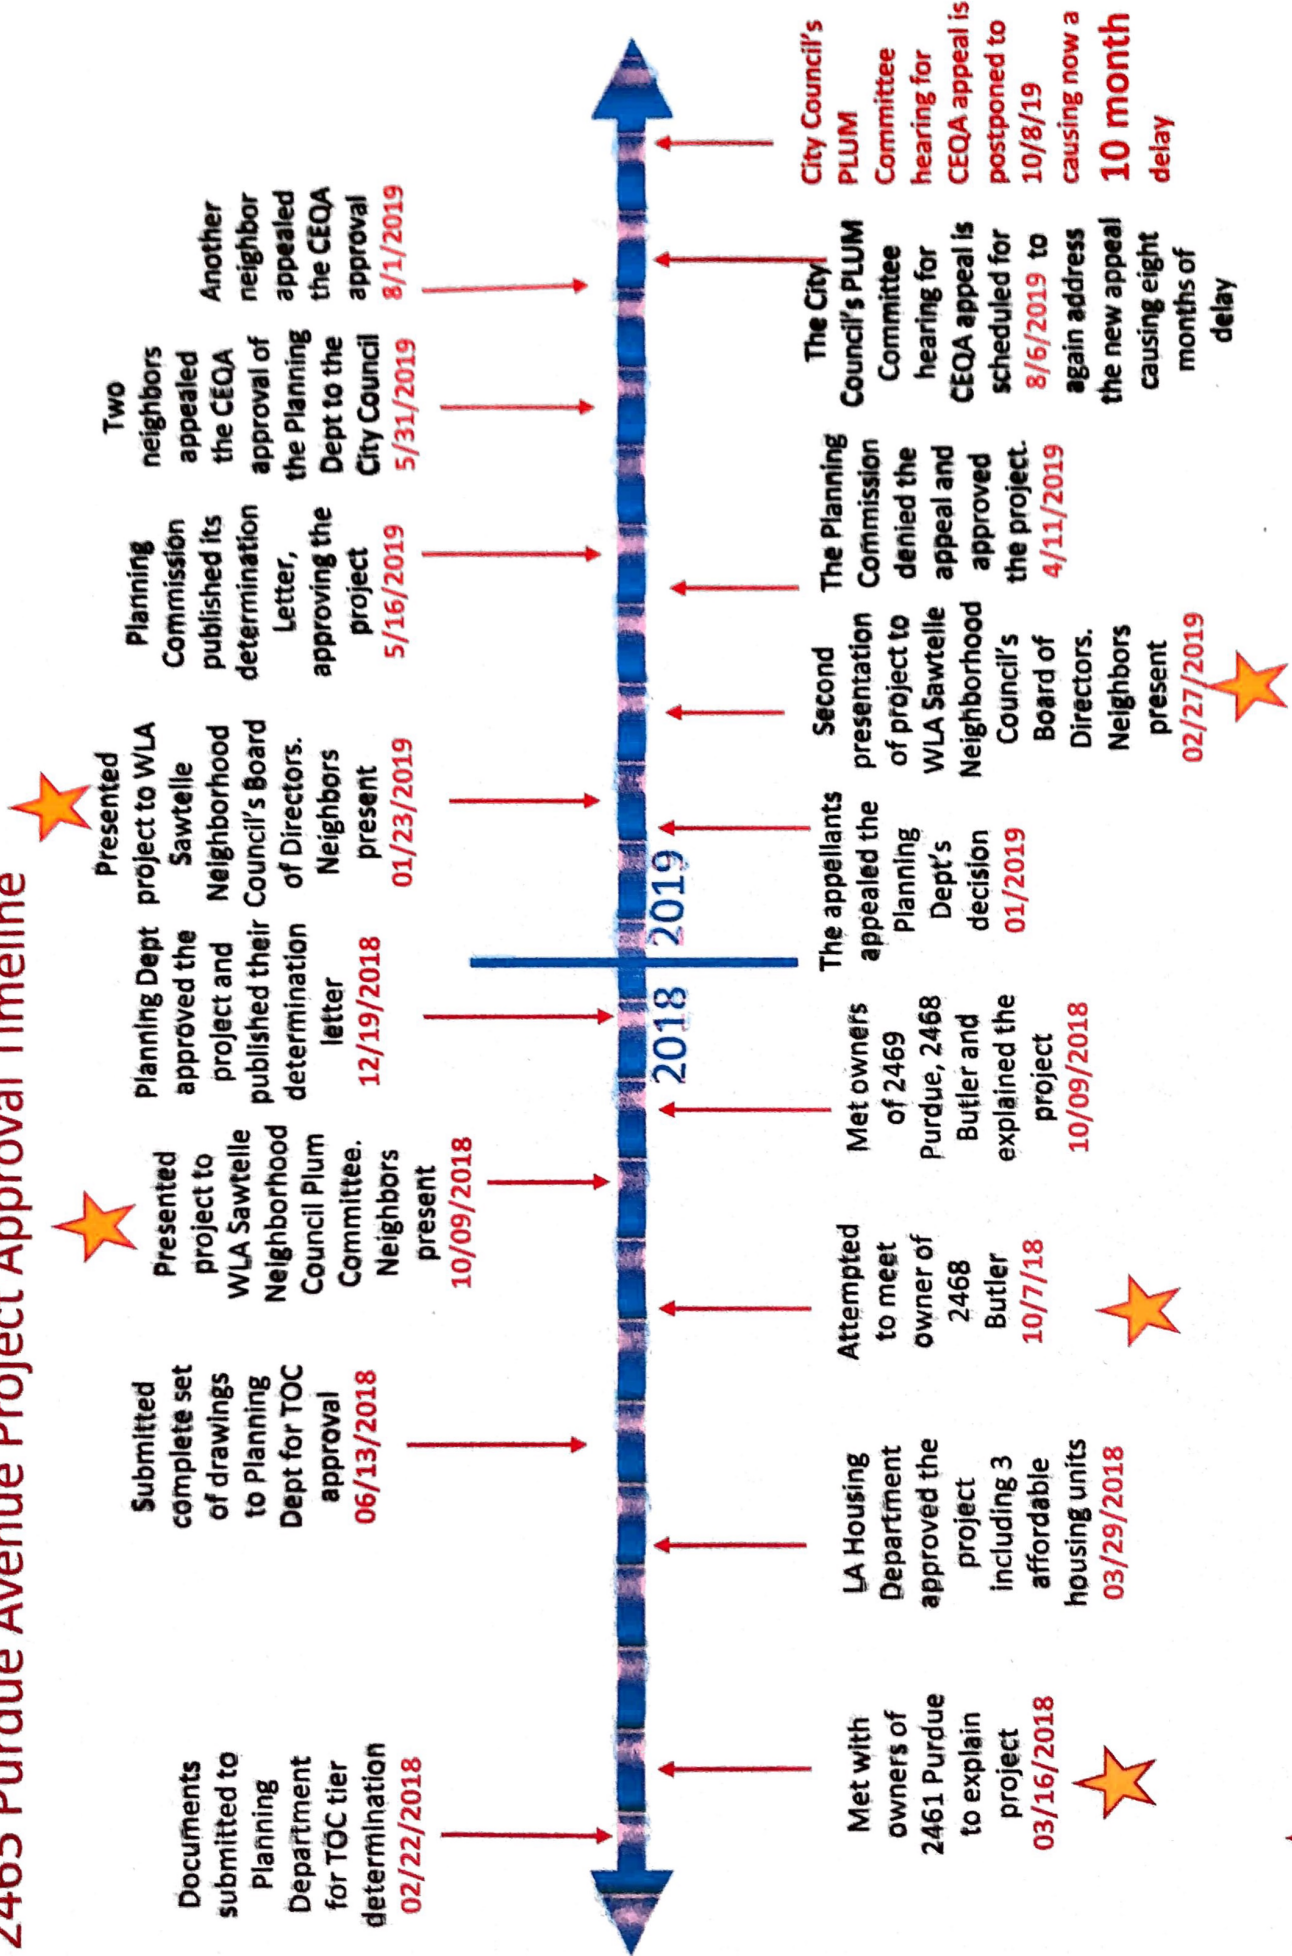 2465 Purdue Avenue Project Approval Timeline
Documents
submitted to
Planning
Department
for TOC tier
determination
02/22/2018
Submitted
complete set
of drawings
to Planning
Dept for TOC
approval
06/13/2018
Presented
project to
WLA Sawtelle
Neighborhood
Council Plum
Committee.
Neighbors
present
10/09/2018
Planning Dept
approved the
project and
published their
determination
letter
12/19/2018
Presented
project to WLA
Sawtelle
Neighborhood
Council's Board
of Directors.
Neighbors
present
01/23/2019
Planning
Commission
published its
determination
Letter,
approving the
project
5/16/2019
Two
neighbors
appealed
the CEQA
approval of
the Planning
Dept to the
City Council
5/31/2019
Another
neighbor
appealed
the CEQA
approval
8/1/2019
2018 2019
Met with
owners of
2461 Purdue
to explain
project
03/16/2018
LA Housing
Department
approved the
project
including 3
affordable
housing units
03/29/2018
Attempted
to meet
owner of
2468
Butler
10/7/18
Met owners
of 2469
Purdue, 2468
Butler and
explained the
project
10/09/2018
The appellants
appealed the
Planning
Dept's
decision
01/2019
Second
presentation
of project to
WLA Sawtelle
Neighborhood
Council's
Board of
Directors.
Neighbors
present
02/27/2019
The Planning
Commission
denied the
appeal and
approved
the project.
4/11/2019
The City
Council's PLUM
Committee
hearing for
CEQA appeal is
scheduled for
8/6/2019 to
again address
the new appeal
causing eight
months of
delay
City Council's
PLUM
Committee
hearing for
CEQA appeal is
postponed to
10/8/19
causing now a
10 month
delay